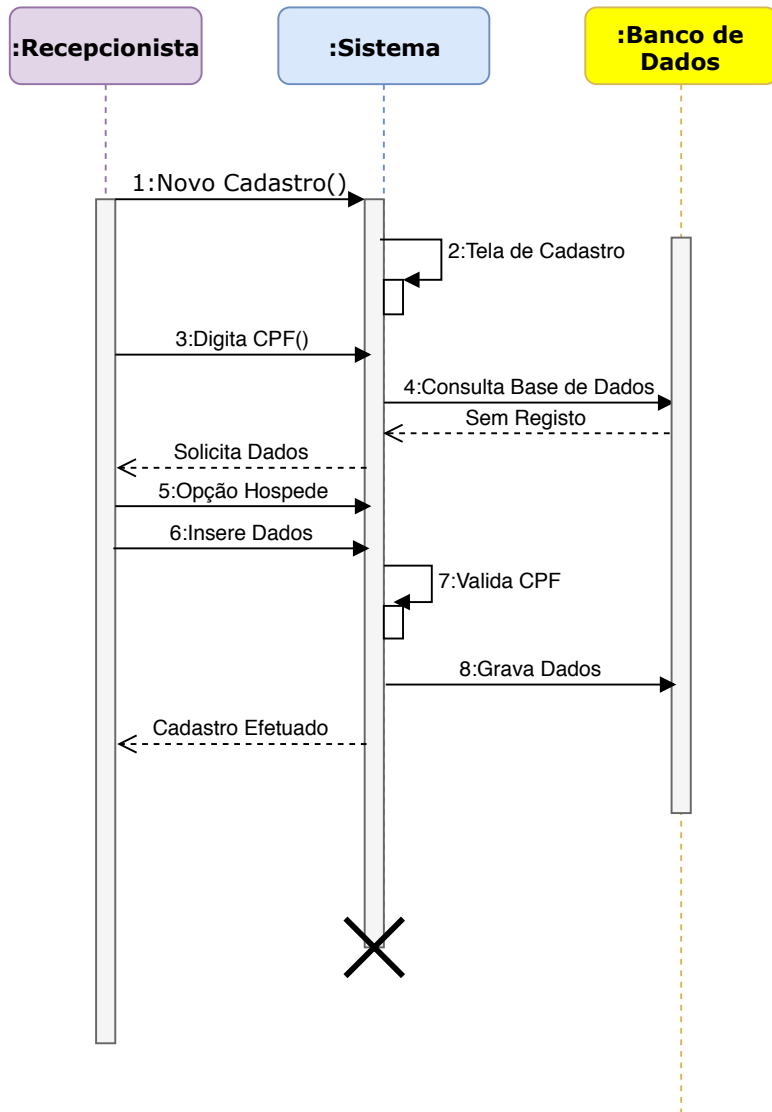 :Recepcionista
:Sistema
:Banco de
Dados
1:Novo Cadastro()
2:Tela de Cadastro
3:Digita CPF()
4:Consulta Base de Dados
Sem Registo
Solicita Dados
5:Opção Hospede
6:Insere Dados
7:Valida CPF
8:Grava Dados
Cadastro Efetuado